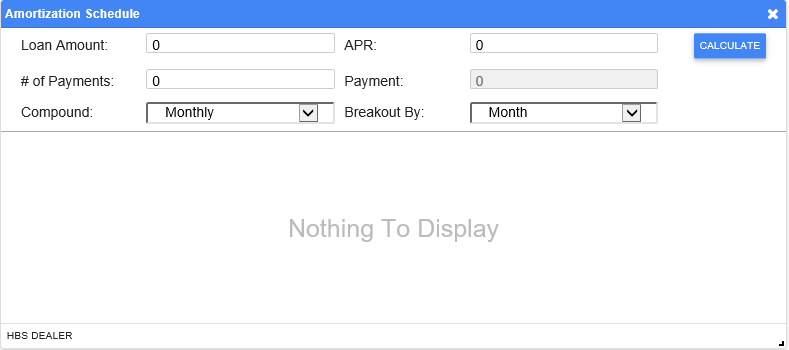 Amortization Schedule
Loan Amount: 0 APR: 0 CALCULATE
# of Payments: 0 Payment: 0
Compound: Monthly Breakout By: Month
Nothing To Display
HBS DEALER